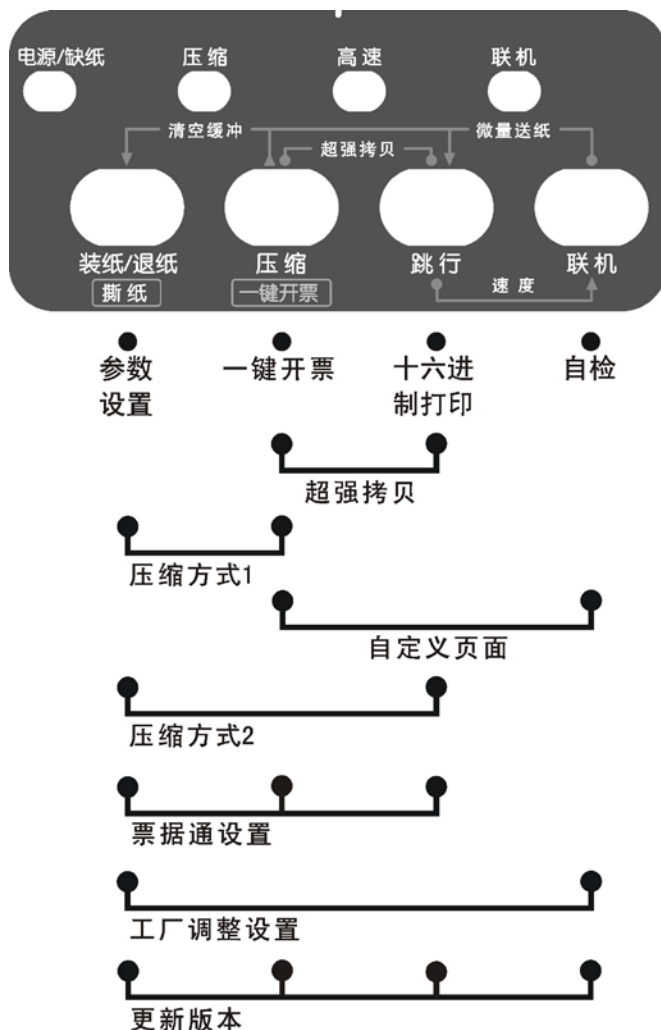 电源/缺纸 压缩 高速 联机
清空缓冲 微量送纸
超强拷贝
装纸/退纸 压缩 跳行 联机
撕纸 一键开票 速度
参数设置 一键开票 十六进制打印 自检
超强拷贝
压缩方式1
自定义页面
压缩方式2
票据通设置
工厂调整设置
更新版本